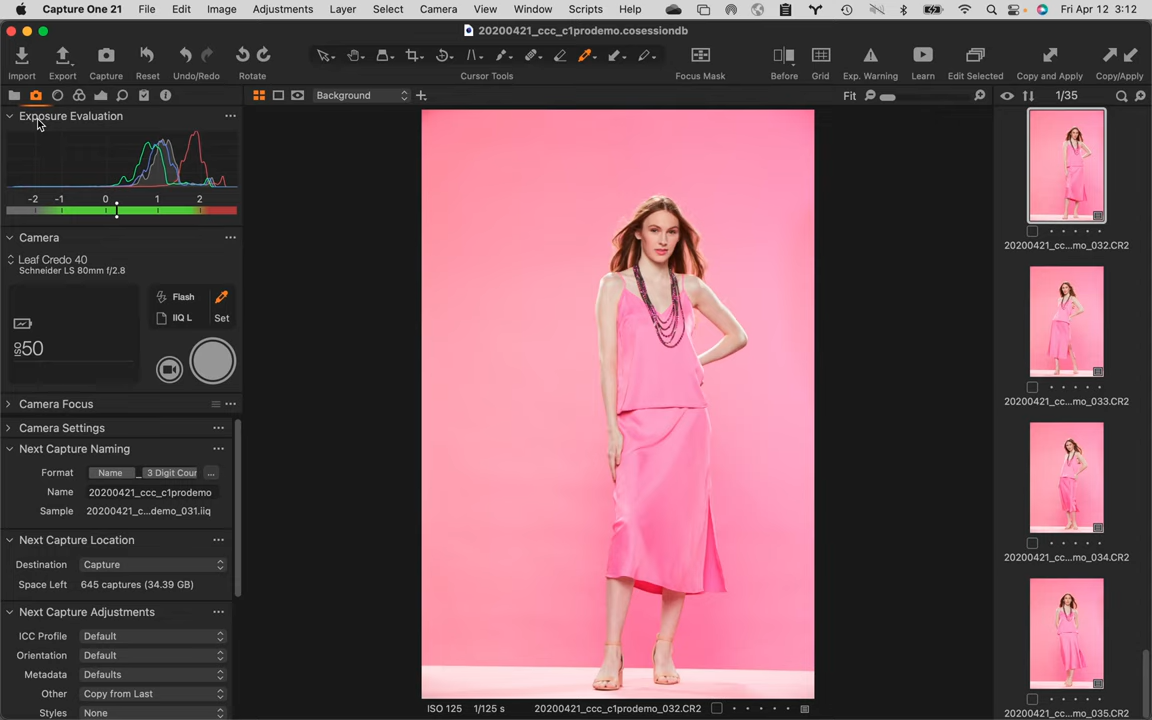 Capture One 21 File Edit Image Adjustments Layer Select Camera View Window Scripts Help Fri Apr 12 3:12
20200421_ccc_c1prodemo.cosessiondb
Import Export Capture Reset Undo/Redo Rotate Cursor Tools Focus Mask Before Grid Exp. Warning Learn Edit Selected Copy and Apply Copy/Apply
Background Fit 1/35
Exposure Evaluation
-2 -1 0 1 2
Camera
Leaf Credo 40
Schneider LS 80mm f/2.8
Flash
IIQ L Set
ISO 50
Camera Focus
Camera Settings
Next Capture Naming
Format Name _ 3 Digit Cour ...
Name 20200421_ccc_c1prodemo
Sample 20200421_c...demo_031.iiq
Next Capture Location
Destination Capture
Space Left 645 captures (34.39 GB)
Next Capture Adjustments
ICC Profile Default
Orientation Default
Metadata Defaults
Other Copy from Last
Styles None
ISO 125 1/125 s 20200421_ccc_c1prodemo_032.CR2
20200421_cc...mo_032.CR2
20200421_cc...mo_033.CR2
20200421_cc...mo_034.CR2
20200421_cc...mo_035.CR2